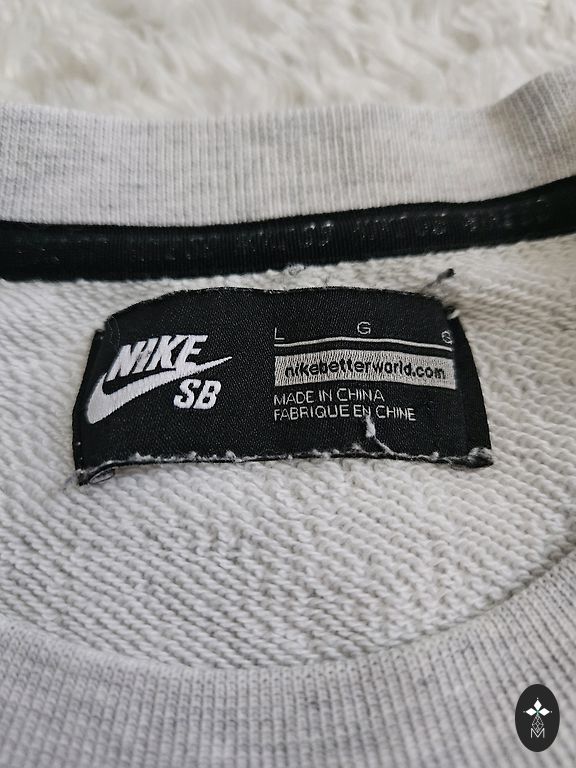 NIKE
SB
L G G
nikebetterworld.com
MADE IN CHINA
FABRIQUE EN CHINE
M